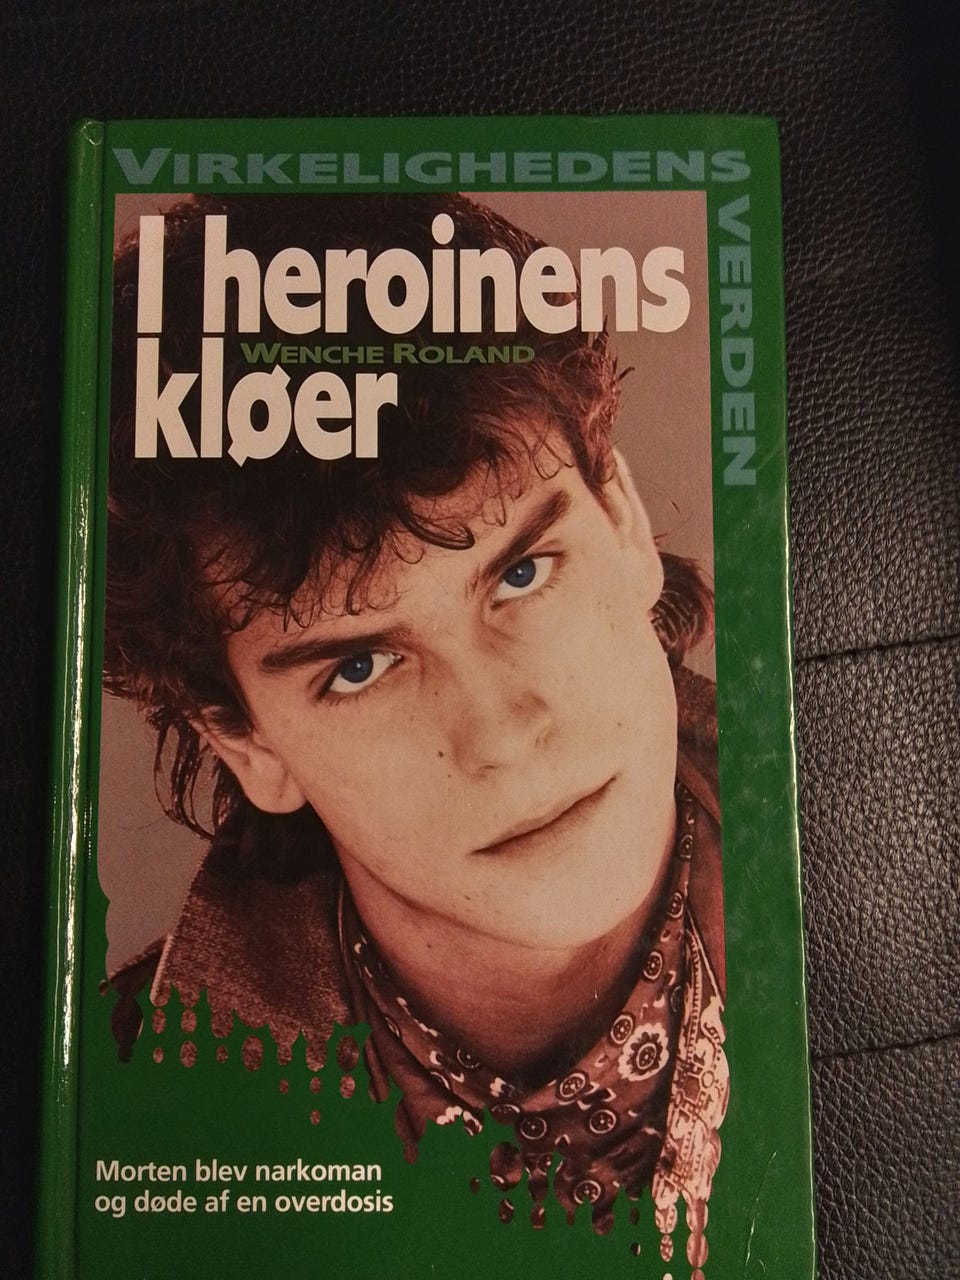 VIRKELIGHEDENS
VERDEN
I heroinens
WENCHE ROLAND
kløer
Morten blev narkoman
og døde af en overdosis